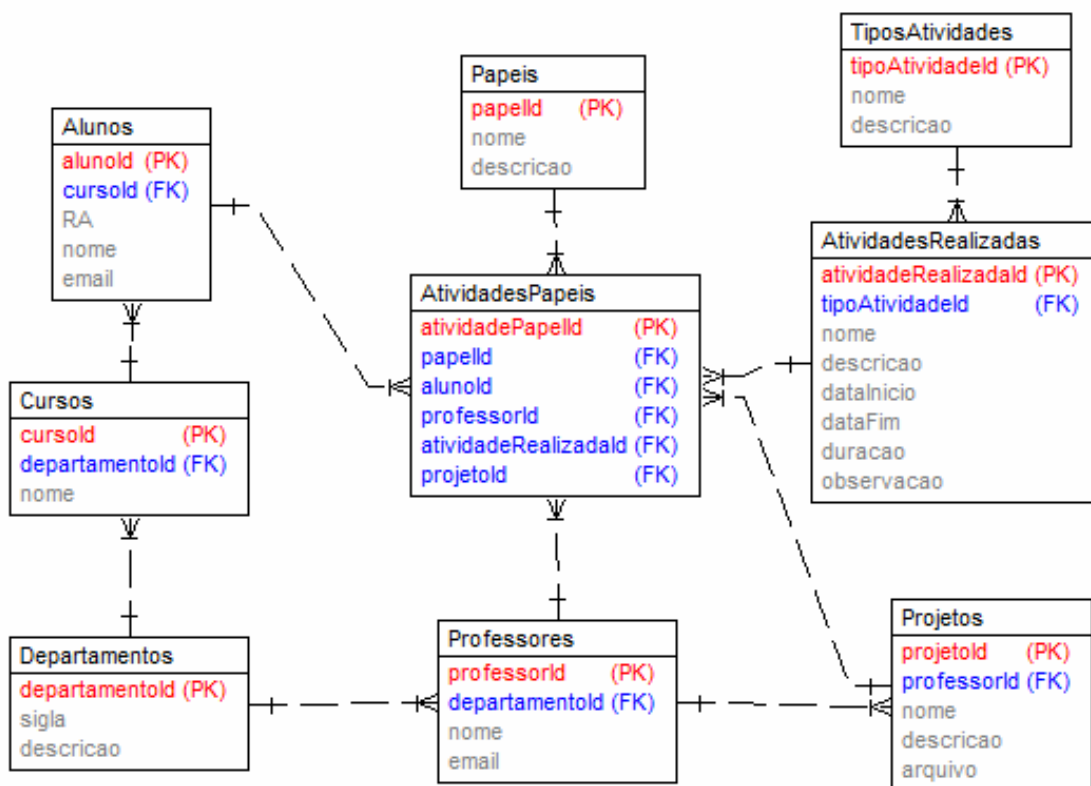 TiposAtividades
tipoAtividadeId (PK)
nome
descricao
Papeis
papelId (PK)
nome
descricao
Alunos
alunoId (PK)
cursoId (FK)
RA
nome
email
AtividadesRealizadas
atividadeRealizadaId (PK)
tipoAtividadeId (FK)
nome
descricao
dataInicio
dataFim
duracao
observacao
AtividadesPapeis
atividadePapelId (PK)
papelId (FK)
alunoId (FK)
professorId (FK)
atividadeRealizadaId (FK)
projetoId (FK)
Cursos
cursoId (PK)
departamentoId (FK)
nome
Departamentos
departamentoId (PK)
sigla
descricao
Professores
professorId (PK)
departamentoId (FK)
nome
email
Projetos
projetoId (PK)
professorId (FK)
nome
descricao
arquivo